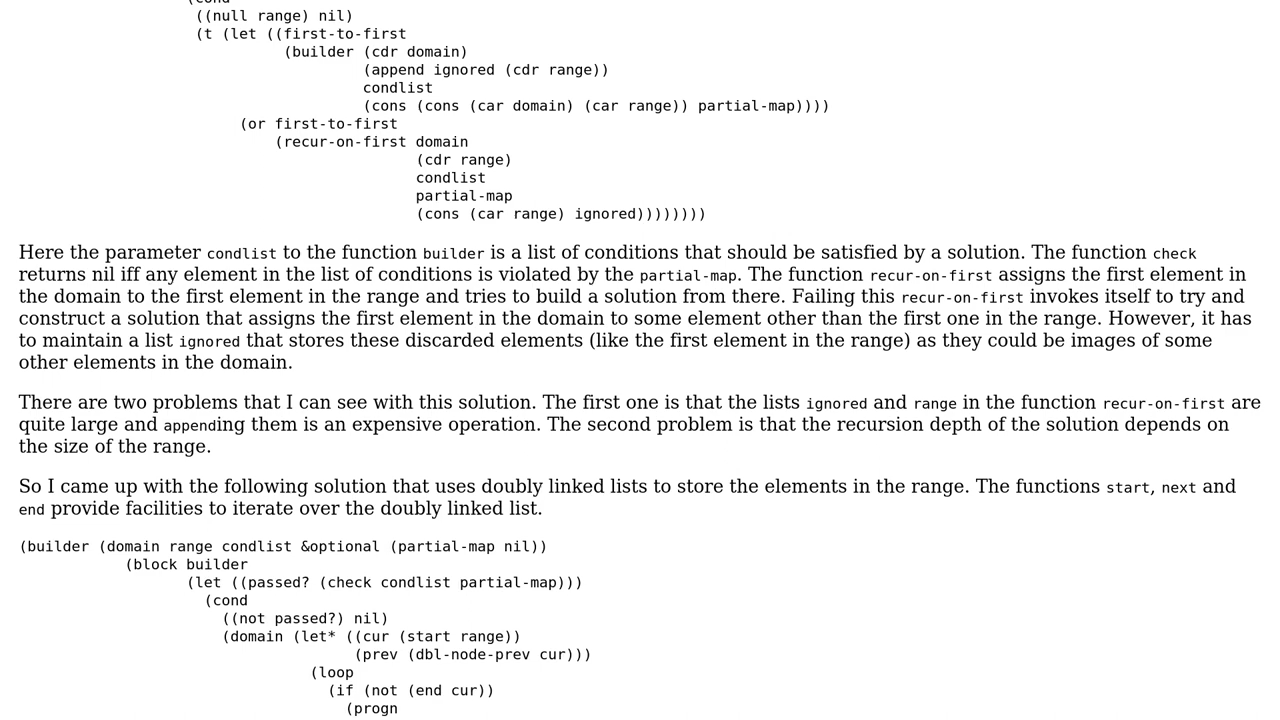 (cond
((null range) nil)
(t (let ((first-to-first
(builder (cdr domain)
(append ignored (cdr range))
condlist
(cons (cons (car domain) (car range)) partial-map))))
(or first-to-first
(recur-on-first domain
(cdr range)
condlist
partial-map
(cons (car range) ignored))))))))
Here the parameter condlist to the function builder is a list of conditions that should be satisfied by a solution. The function check
returns nil iff any element in the list of conditions is violated by the partial-map. The function recur-on-first assigns the first element in
the domain to the first element in the range and tries to build a solution from there. Failing this recur-on-first invokes itself to try and
construct a solution that assigns the first element in the domain to some element other than the first one in the range. However, it has
to maintain a list ignored that stores these discarded elements (like the first element in the range) as they could be images of some
other elements in the domain.
There are two problems that I can see with this solution. The first one is that the lists ignored and range in the function recur-on-first are
quite large and appending them is an expensive operation. The second problem is that the recursion depth of the solution depends on
the size of the range.
So I came up with the following solution that uses doubly linked lists to store the elements in the range. The functions start, next and
end provide facilities to iterate over the doubly linked list.
(builder (domain range condlist &optional (partial-map nil))
(block builder
(let ((passed? (check condlist partial-map)))
(cond
((not passed?) nil)
(domain (let* ((cur (start range))
(prev (dbl-node-prev cur)))
(loop
(if (not (end cur))
(progn